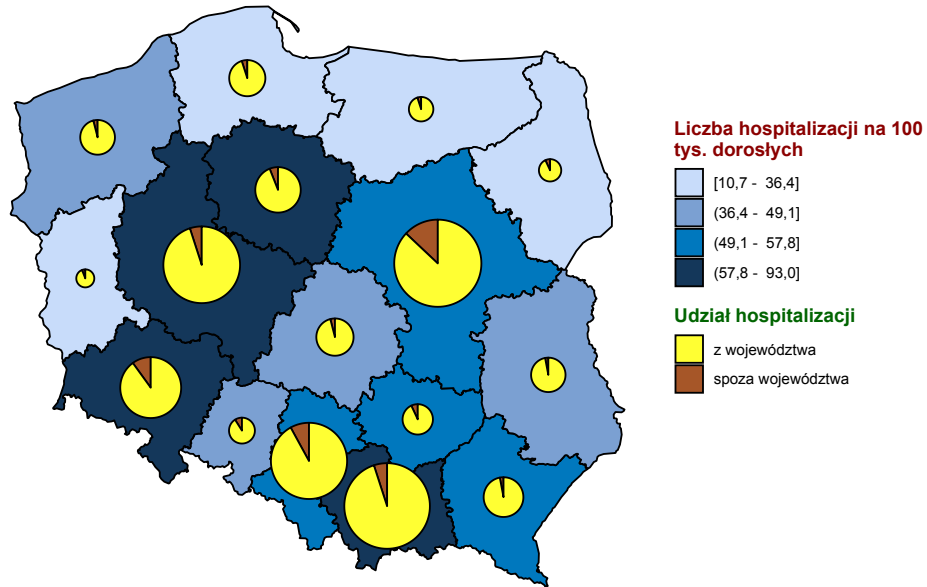 Liczba hospitalizacji na 100
tys. dorosłych
[10,7 - 36,4]
(36,4 - 49,1]
(49,1 - 57,8]
(57,8 - 93,0]
Udział hospitalizacji
z województwa
spoza województwa